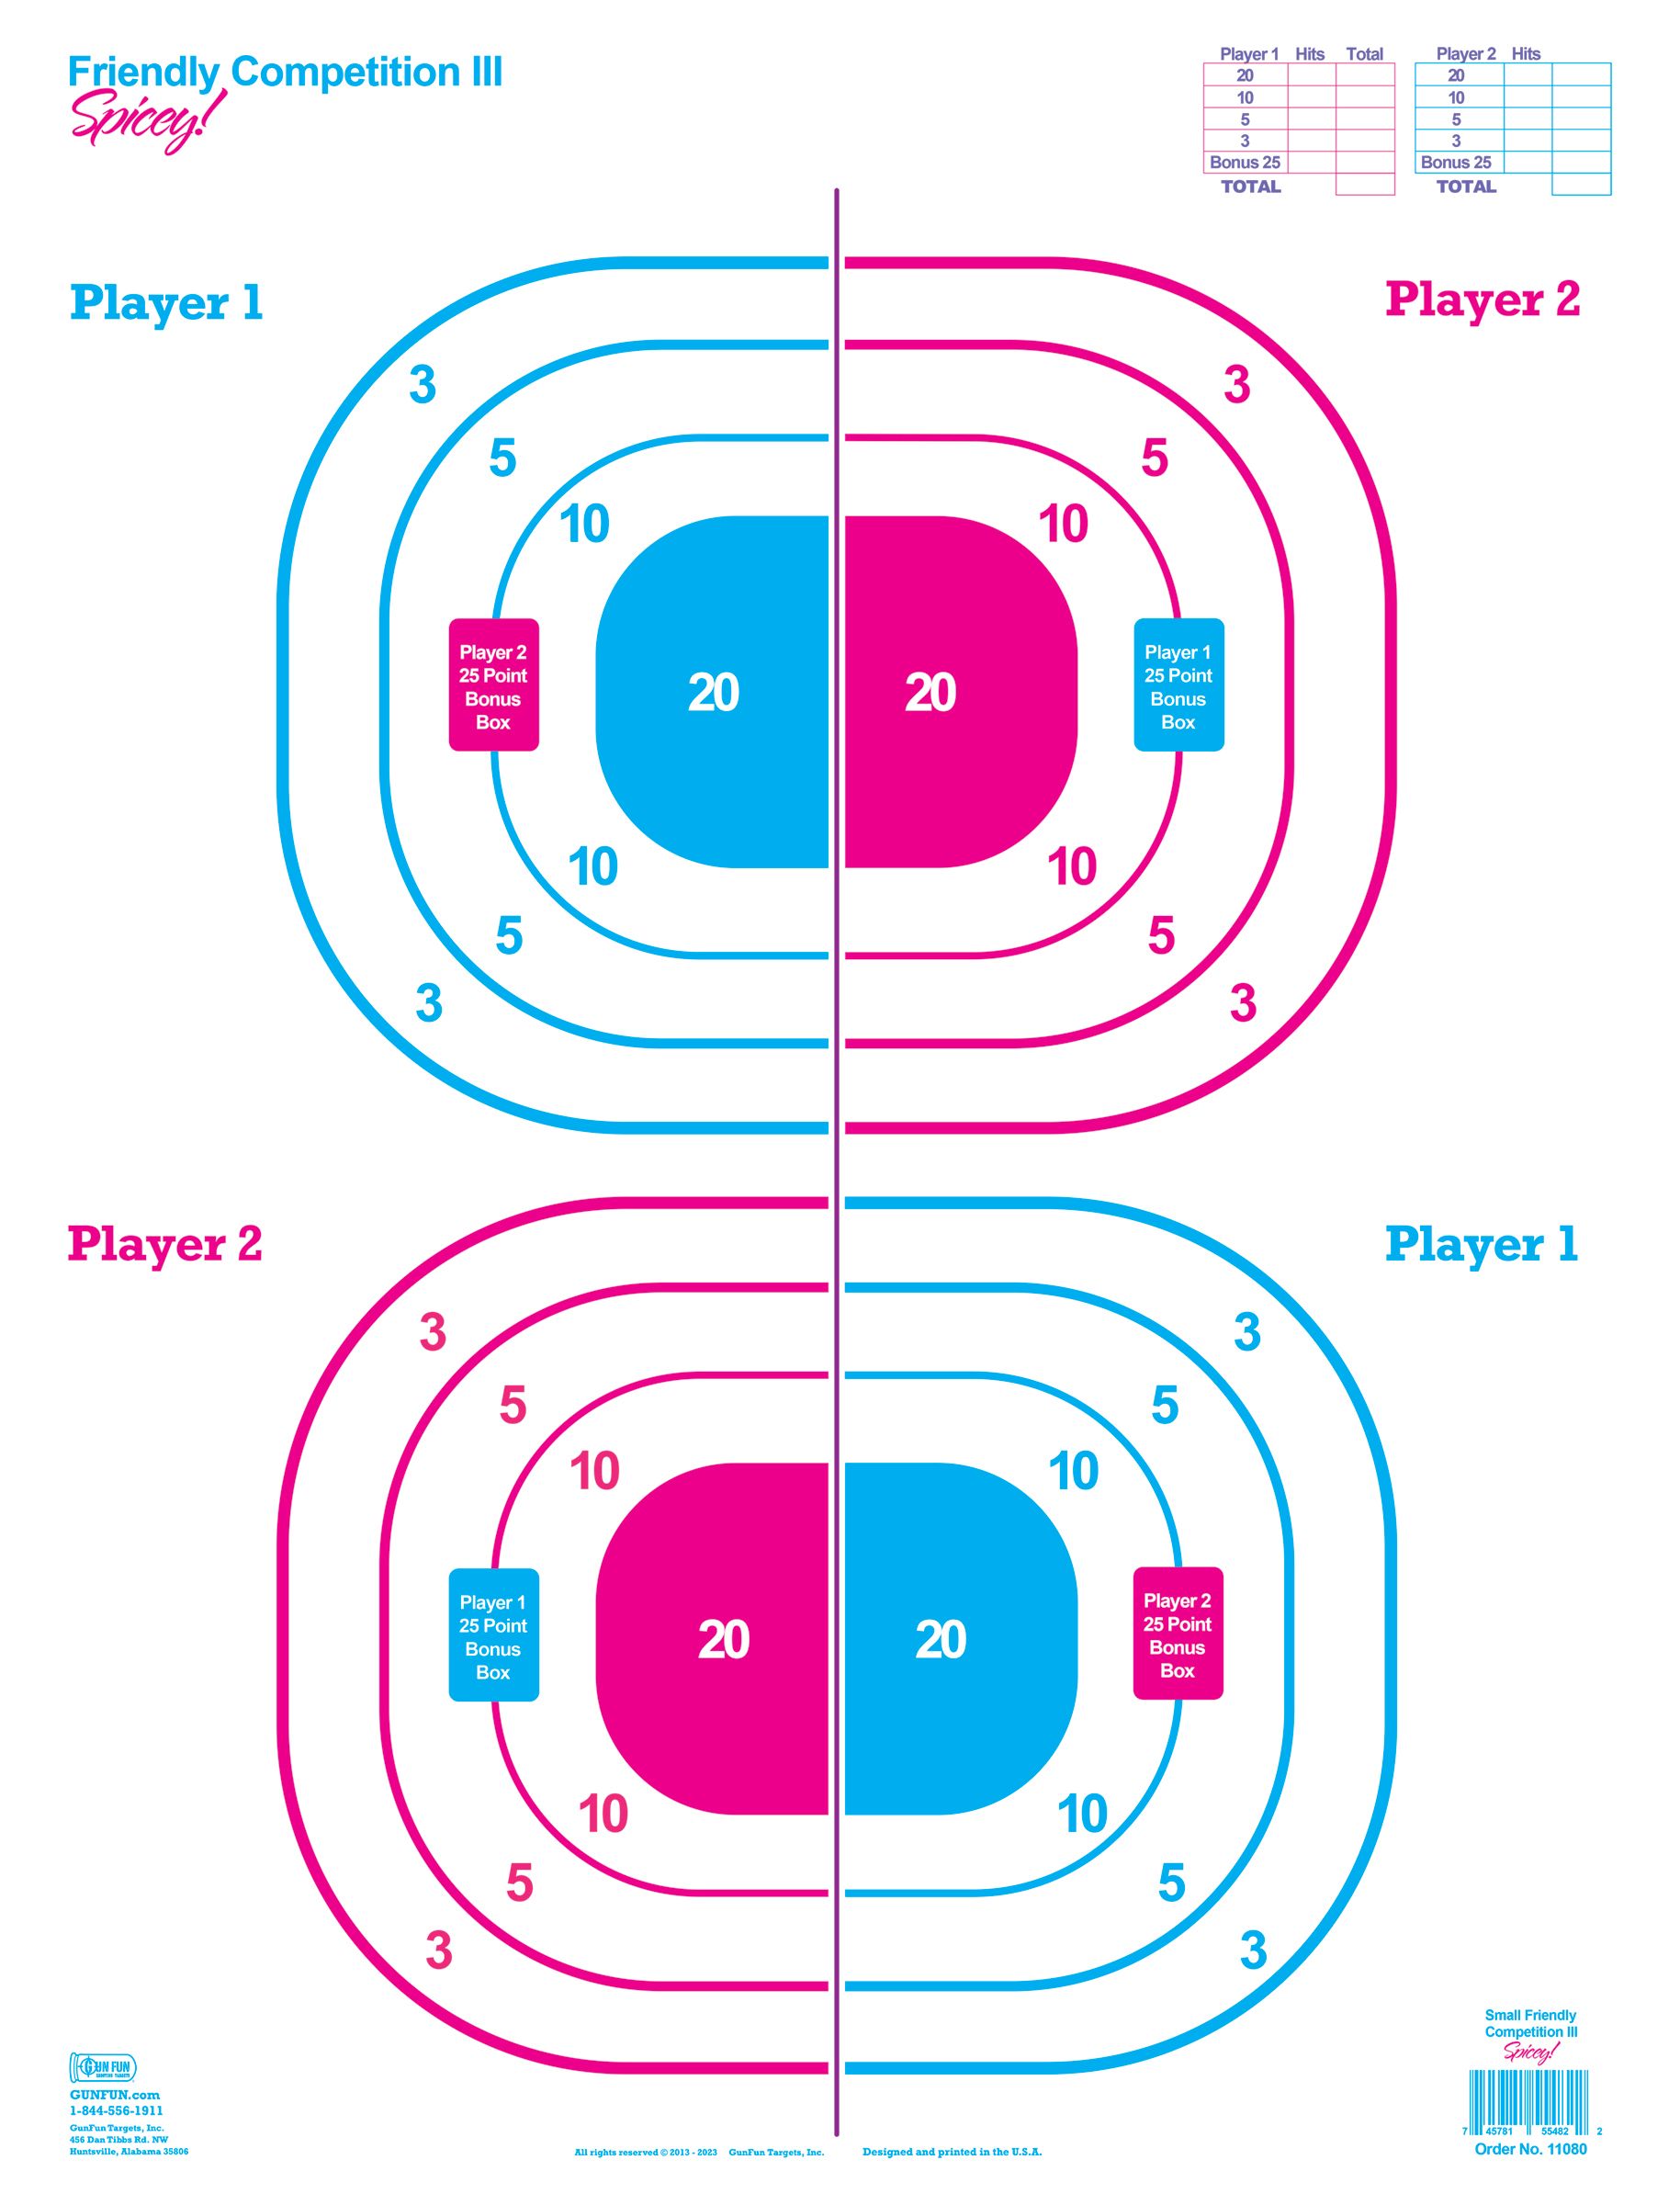 Friendly Competition III
Spicey!
Player 1 Hits Total
20
10
5
3
Bonus 25
TOTAL
Player 2 Hits
20
10
5
3
Bonus 25
TOTAL
Player 1
Player 2
3
3
5
5
10
10
Player 2
25 Point
Bonus
Box
20
20
Player 1
25 Point
Bonus
Box
10
10
5
5
3
3
Player 2
Player 1
3
3
5
5
10
10
Player 1
25 Point
Bonus
Box
20
20
Player 2
25 Point
Bonus
Box
10
10
5
5
3
3
GUN FUN
GUNFUN.com
1-844-556-1911
GunFun Targets, Inc.
456 Dan Tibbs Rd. NW
Huntsville, Alabama 35806
All rights reserved © 2013 - 2023 GunFun Targets, Inc.
Designed and printed in the U.S.A.
Small Friendly
Competition III
Spicey!
7 45781 55482 2
Order No. 11080